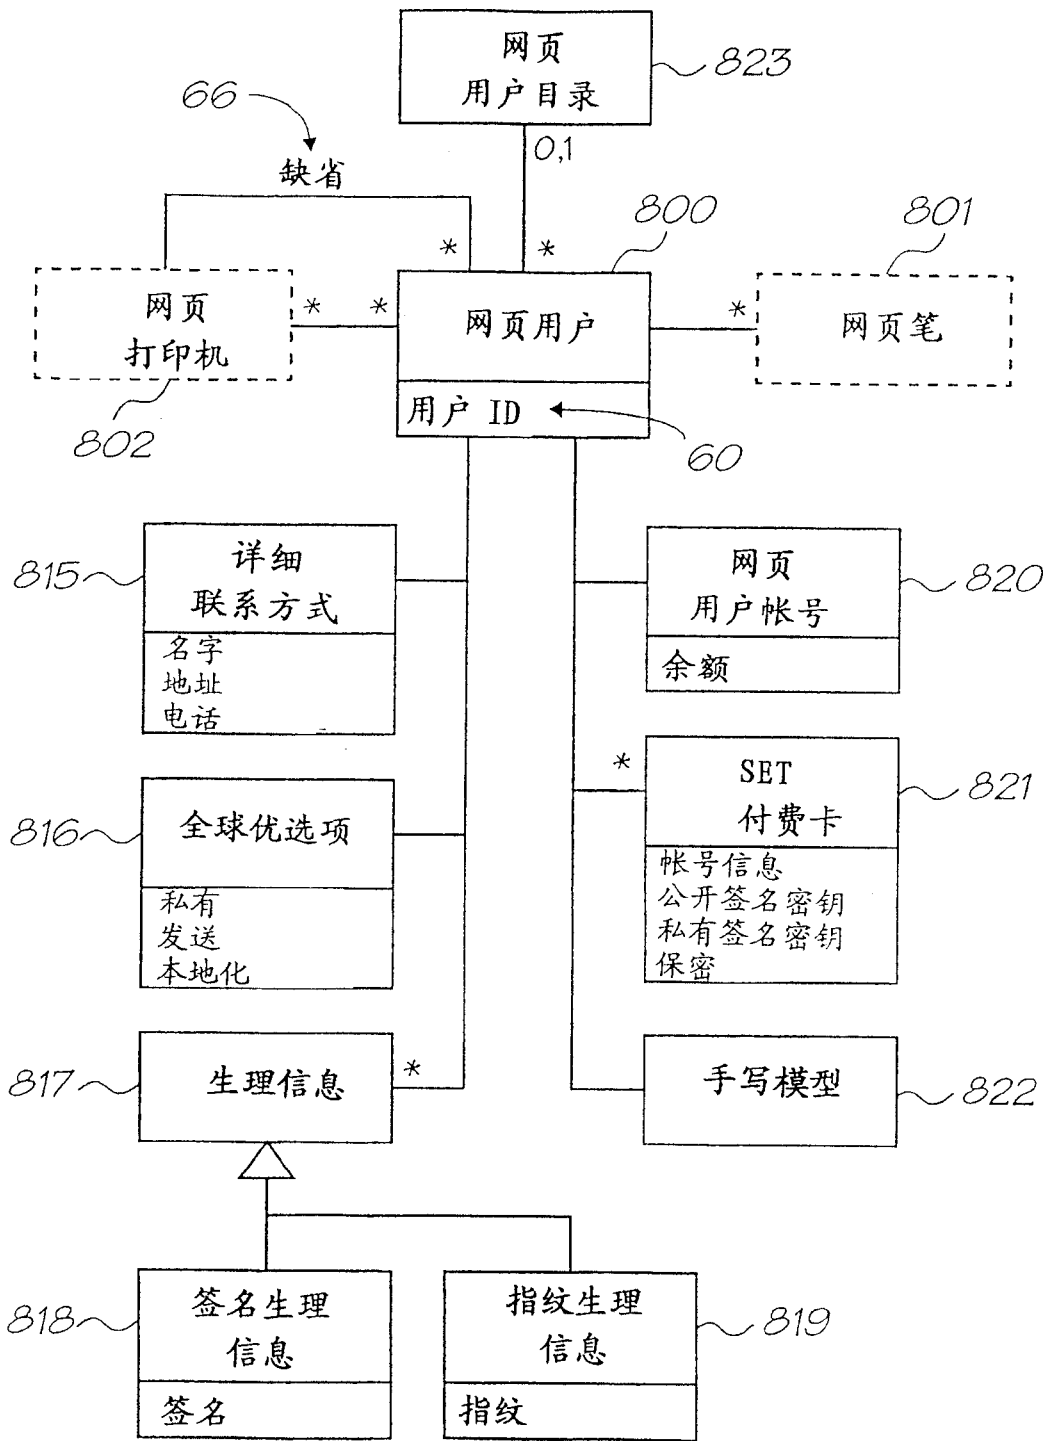 网页
用户目录
823
66
0,1
缺省
800
801
*
*
网页
打印机
*
*
网页用户
*
网页笔
802
用户 ID
60
815
详细
联系方式
名字
地址
电话
网页
用户帐号
余额
820
816
全球优选项
私有
发送
本地化
*
SET
付费卡
帐号信息
公开签名密钥
私有签名密钥
保密
821
817
生理信息
*
手写模型
822
818
签名生理
信息
签名
指纹生理
信息
指纹
819